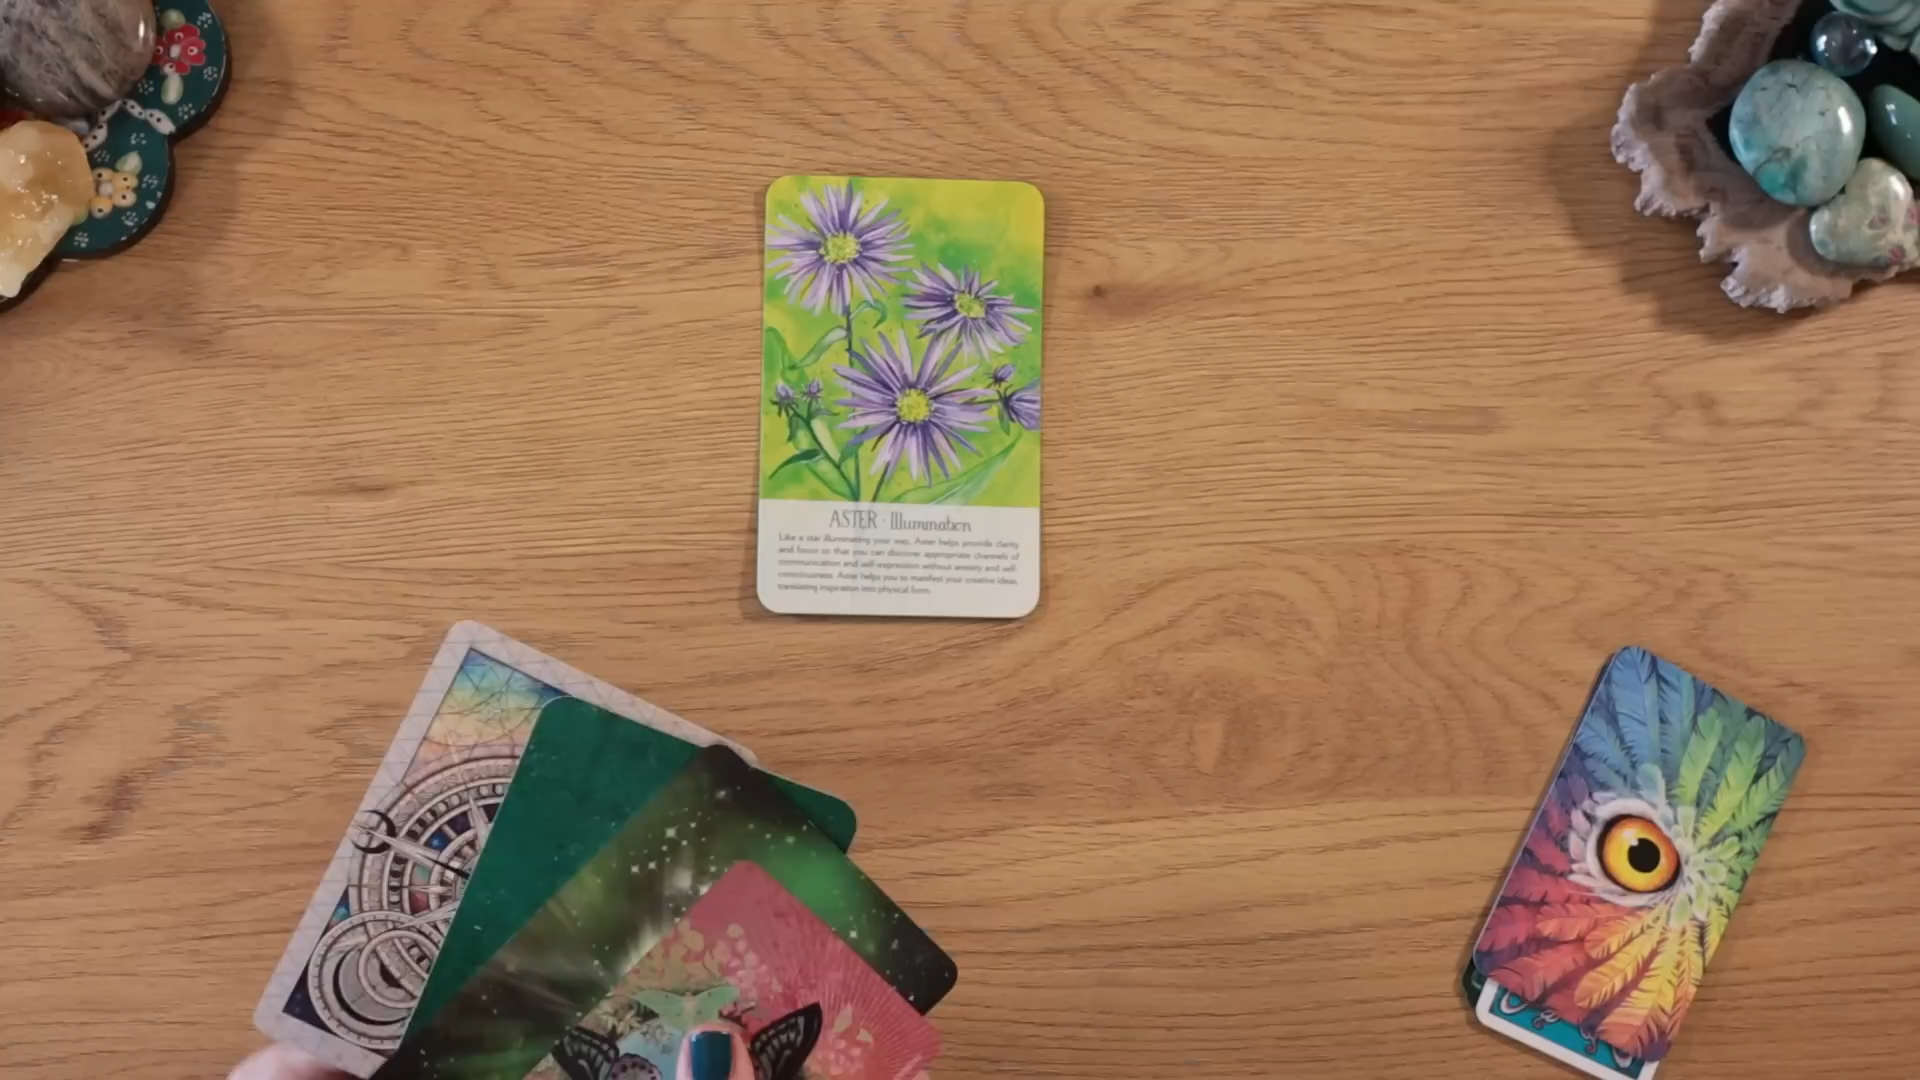 ASTER · Illumination
Like a star illuminating your way, Aster helps provide clarity
and focus so that you can discover appropriate channels of
communication and self-expression without anxiety and self-
consciousness. Aster helps you to manifest your creative ideas,
translating inspiration into physical form.